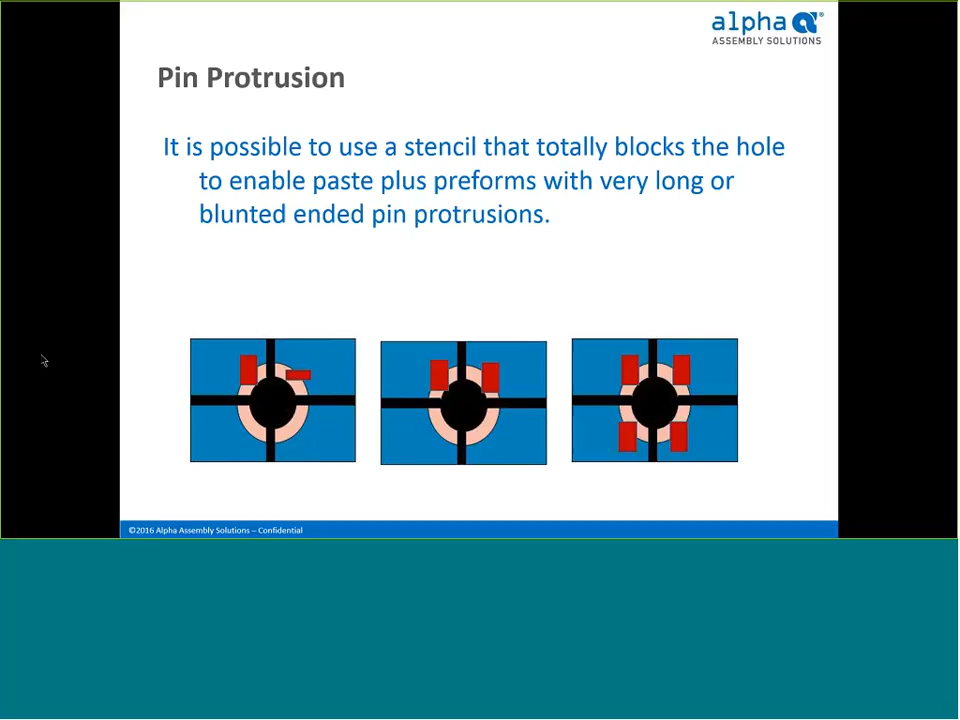 alpha
ASSEMBLY SOLUTIONS
Pin Protrusion
It is possible to use a stencil that totally blocks the hole
to enable paste plus preforms with very long or
blunted ended pin protrusions.
©2016 Alpha Assembly Solutions – Confidential